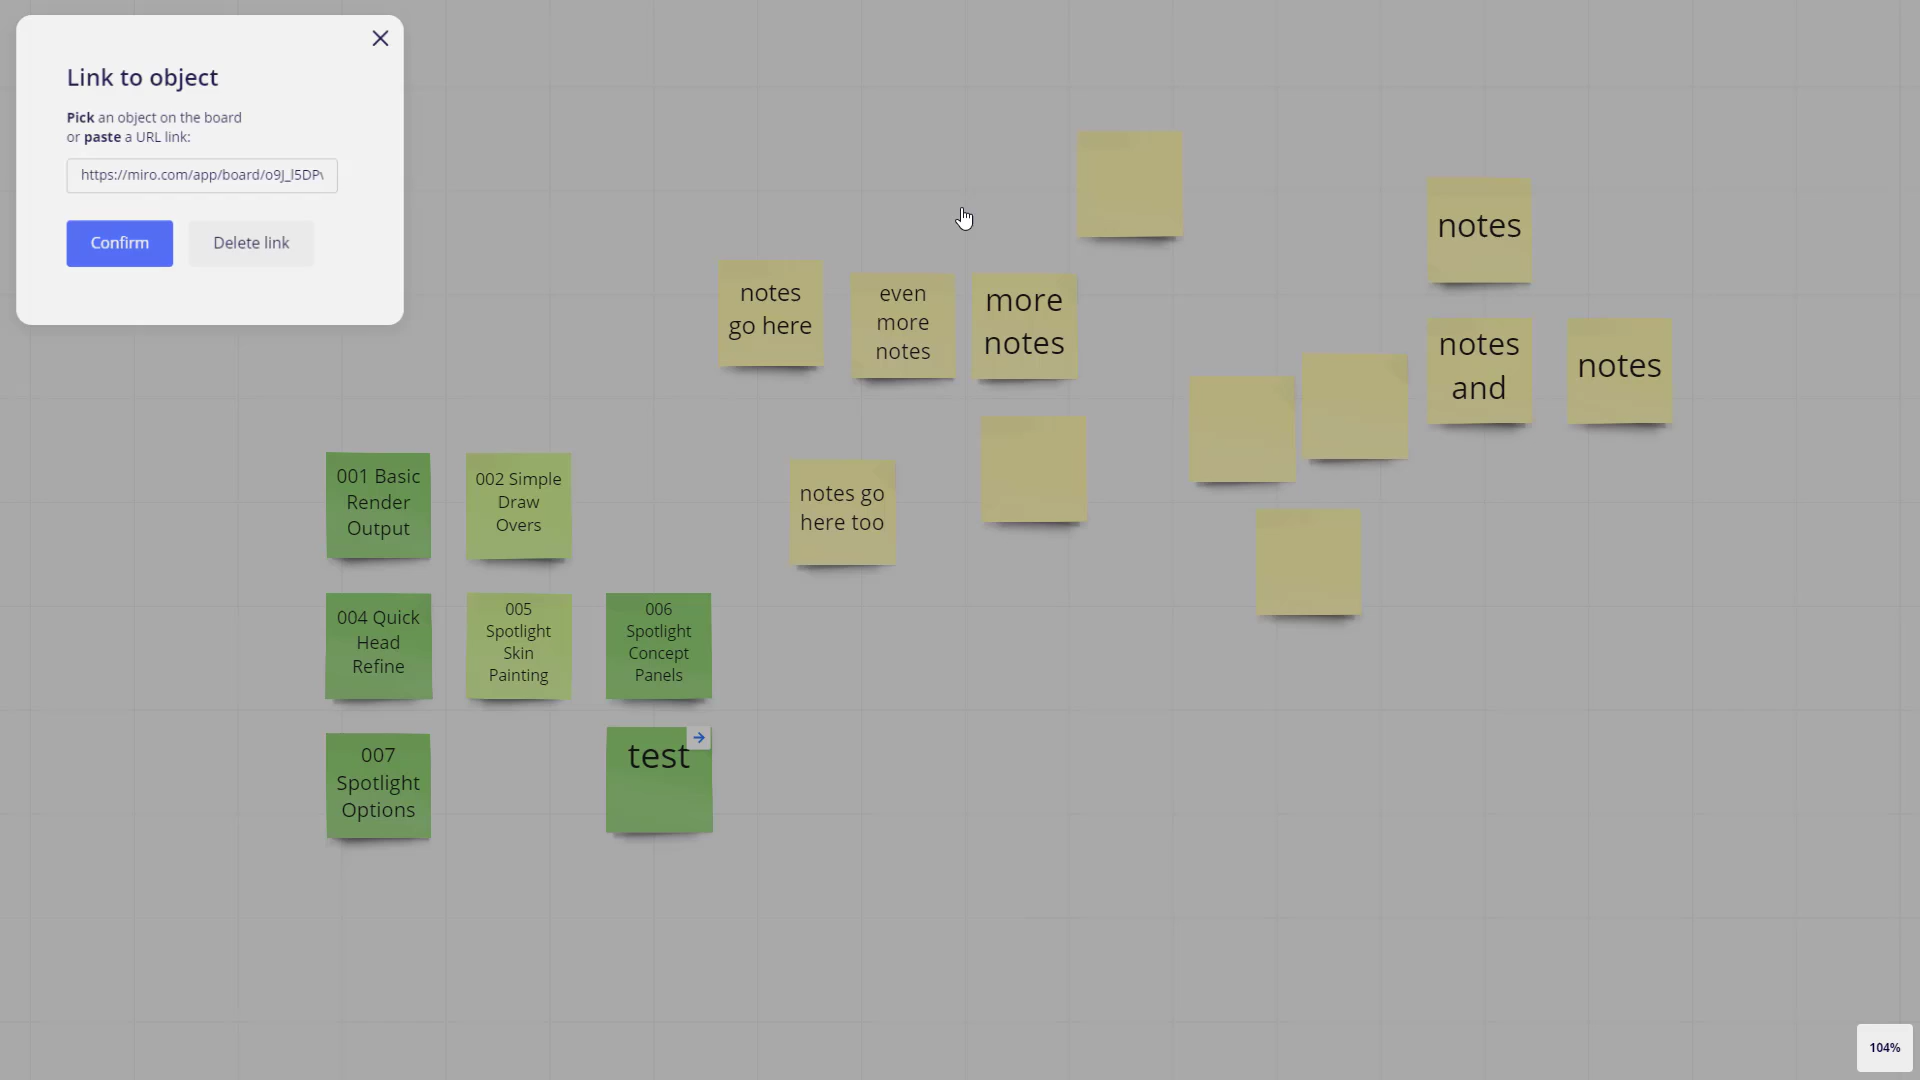 Link to object
Pick an object on the board
or paste a URL link:
https://miro.com/app/board/o9J_l5DP
Confirm
Delete link
notes
notes
go here
even
more
notes
more
notes
notes
and
notes
001 Basic
Render
Output
002 Simple
Draw
Overs
notes go
here too
004 Quick
Head
Refine
005
Spotlight
Skin
Painting
006
Spotlight
Concept
Panels
007
Spotlight
Options
test
104%